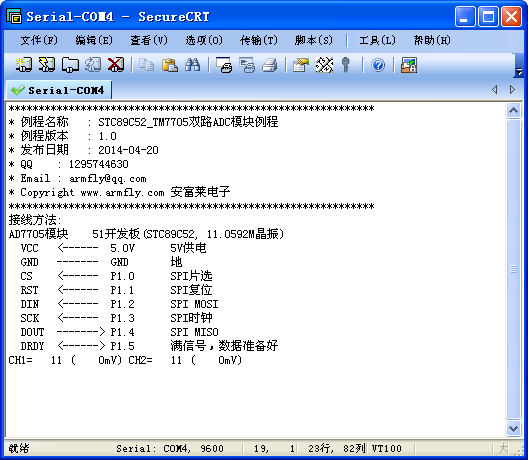 Serial-COM4 - SecureCRT
文件(F) 编辑(E) 查看(V) 选项(O) 传输(T) 脚本(S) 工具(L) 帮助(H)
Serial-COM4
*************************************************************
* 例程名称   : STC89C52_TM7705双路ADC模块例程
* 例程版本   : 1.0
* 发布日期   : 2014-04-20
* QQ    : 1295744630
* Email : armfly@qq.com
* Copyright www.armfly.com 安富莱电子
*************************************************************
接线方法:
AD7705模块    51开发板(STC89C52, 11.0592M晶振)
  VCC   <------  5.0V      5V供电
  GND   -------  GND       地
  CS    <------  P1.0      SPI片选
  RST   <------  P1.1      SPI复位
  DIN   <------  P1.2      SPI MOSI
  SCK   <------  P1.3      SPI时钟
  DOUT  -------> P1.4      SPI MISO
  DRDY  <------> P1.5      满信号，数据准备好
CH1=   11 (    0mV) CH2=   11 (    0mV)
就绪 Serial: COM4, 9600 19, 1 23行, 82列 VT100 大